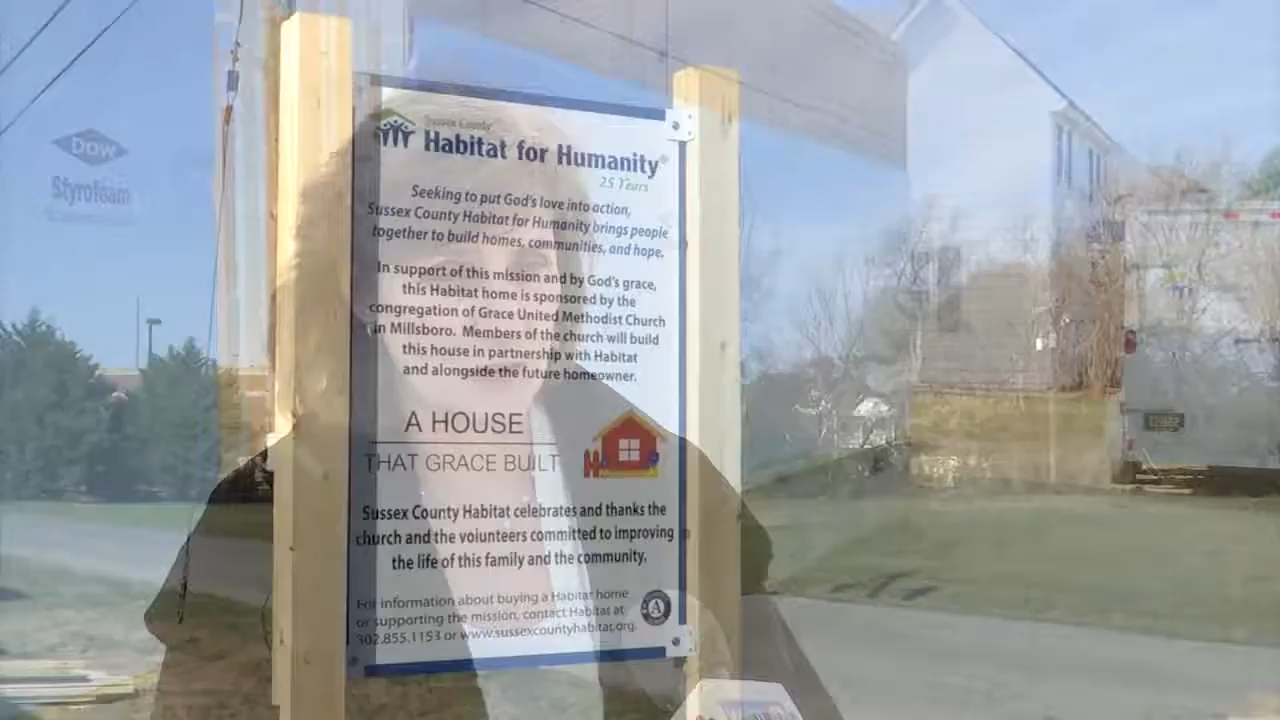 DOW
Styrofoam
Sussex County
Habitat for Humanity®
25 Years
Seeking to put God's love into action,
Sussex County Habitat for Humanity brings people
together to build homes, communities, and hope.
In support of this mission and by God's grace,
this Habitat home is sponsored by the
congregation of Grace United Methodist Church
in Millsboro. Members of the church will build
this house in partnership with Habitat
and alongside the future homeowner.
A HOUSE
THAT GRACE BUILT
Sussex County Habitat celebrates and thanks the
church and the volunteers committed to improving
the life of this family and the community.
For information about buying a Habitat home
or supporting the mission, contact Habitat at
302.855.1153 or www.sussexcountyhabitat.org.
A